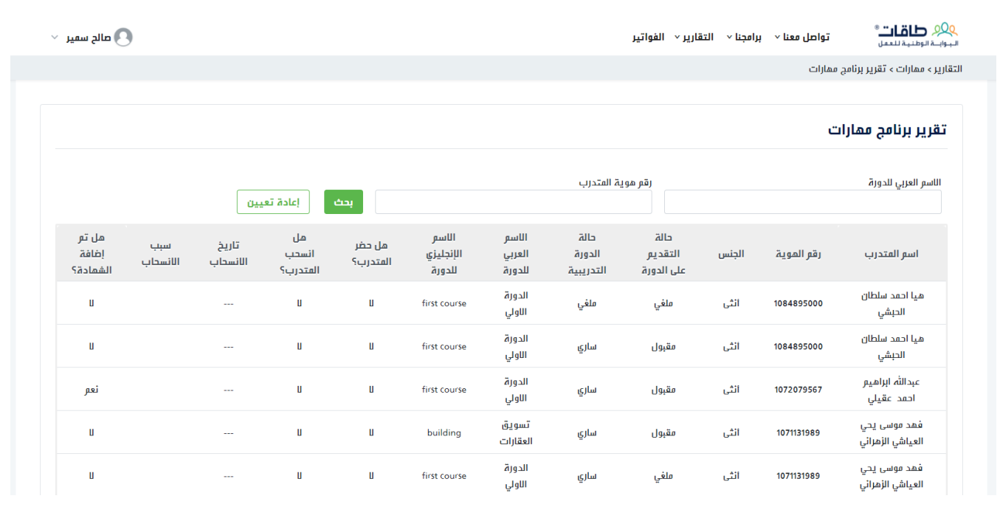 طاقات
البوابة الوطنية للعمل
تواصل معنا
برامجنا
التقارير
الفواتير
صالح سمير
التقارير > مهارات > تقرير برنامج مهارات
تقرير برنامج مهارات
الاسم العربي للدورة
رقم هوية المتدرب
بحث
إعادة تعيين
اسم المتدرب
رقم الهوية
الجنس
حالة
التقديم
على الدورة
حالة
الدورة
التدريبية
الاسم
العربي
للدورة
الاسم
الإنجليزي
للدورة
هل حضر
المتدرب؟
هل
انسحب
المتدرب؟
تاريخ
الانسحاب
سبب
الانسحاب
هل تم
إضافة
الشهادة؟
هيا احمد سلطان
الحبشي
1084895000
أنثى
ملغي
ملغي
الدورة
الاولي
first course
لا
لا
---
لا
هيا احمد سلطان
الحبشي
1084895000
أنثى
مقبول
ساري
الدورة
الاولي
first course
لا
لا
---
لا
عبدالله ابراهيم
احمد عقيلي
1072079567
أنثى
مقبول
ساري
الدورة
الاولي
first course
لا
لا
---
نعم
فهد موسى يحي
العياشي الزهراني
1071131989
أنثى
مقبول
ساري
تسويق
العقارات
building
لا
لا
---
لا
فهد موسى يحي
العياشي الزهراني
1071131989
أنثى
ملغي
ساري
الدورة
الاولي
first course
لا
لا
---
لا